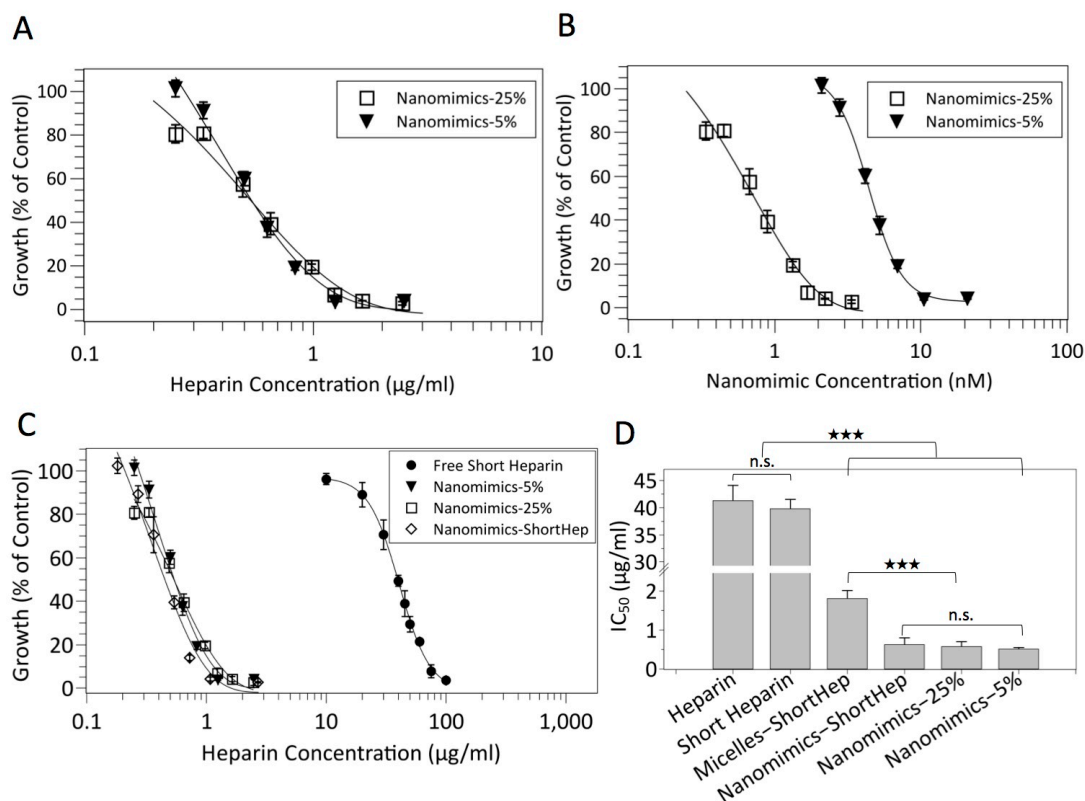 A
Growth (% of Control)
100
80
60
40
20
0
Nanomimics-25%
Nanomimics-5%
0.1
1
10
Heparin Concentration (µg/ml)
B
Growth (% of Control)
100
80
60
40
20
0
Nanomimics-25%
Nanomimics-5%
0.1
1
10
100
Nanomimic Concentration (nM)
C
Growth (% of Control)
100
80
60
40
20
0
Free Short Heparin
Nanomimics-5%
Nanomimics-25%
Nanomimics-ShortHep
0.1
1
10
100
1,000
Heparin Concentration (µg/ml)
D
★★★
n.s.
★★★
n.s.
IC50 (µg/ml)
45
40
35
30
2
1
0
Heparin
Short Heparin
Micelles-ShortHep
Nanomimics-ShortHep
Nanomimics-25%
Nanomimics-5%